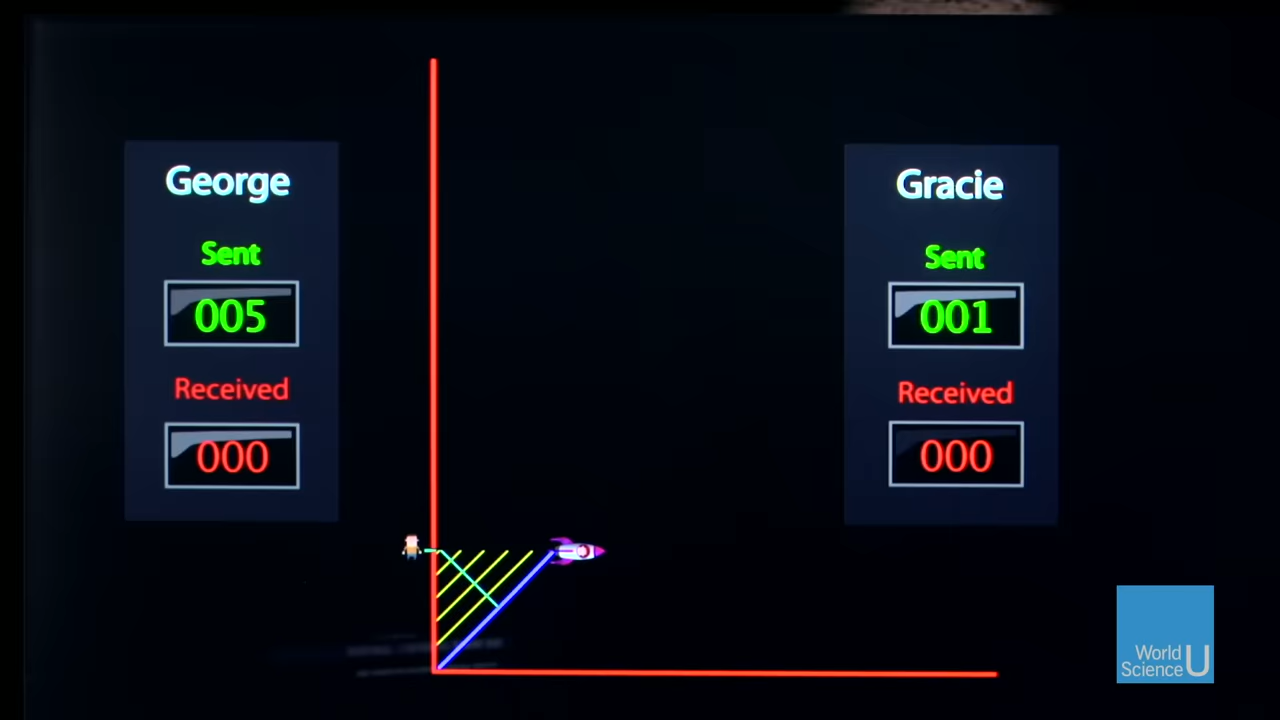 George
Sent
005
Received
000
Gracie
Sent
001
Received
000
World
Science U